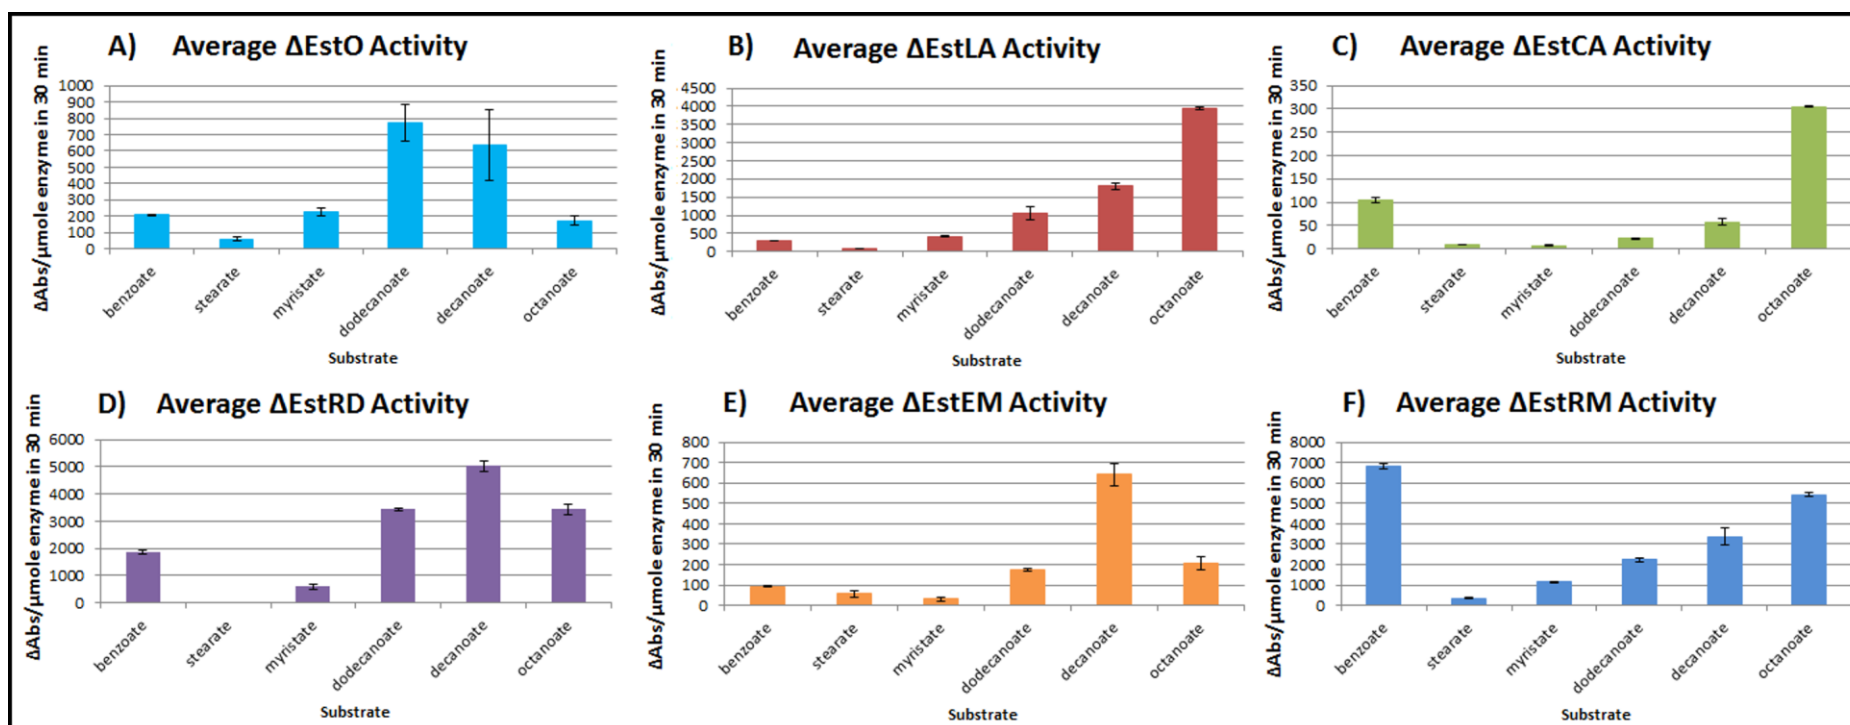 A) Average ΔEstO Activity
ΔAbs/μmole enzyme in 30 min
1000
900
800
700
600
500
400
300
200
100
0
benzoate
stearate
myristate
dodecanoate
decanoate
octanoate
Substrate
B) Average ΔEstLA Activity
ΔAbs/μmole enzyme in 30 min
4500
4000
3500
3000
2500
2000
1500
1000
500
0
benzoate
stearate
myristate
dodecanoate
decanoate
octanoate
Substrate
C) Average ΔEstCA Activity
ΔAbs/μmole enzyme in 30 min
350
300
250
200
150
100
50
0
benzoate
stearate
myristate
dodecanoate
decanoate
octanoate
Substrate
D) Average ΔEstRD Activity
ΔAbs/μmole enzyme in 30 min
6000
5000
4000
3000
2000
1000
0
benzoate
stearate
myristate
dodecanoate
decanoate
octanoate
Substrate
E) Average ΔEstEM Activity
ΔAbs/μmole enzyme in 30 min
800
700
600
500
400
300
200
100
0
benzoate
stearate
myristate
dodecanoate
decanoate
octanoate
Substrate
F) Average ΔEstRM Activity
ΔAbs/μmole enzyme in 30 min
8000
7000
6000
5000
4000
3000
2000
1000
0
benzoate
stearate
myristate
dodecanoate
decanoate
octanoate
Substrate